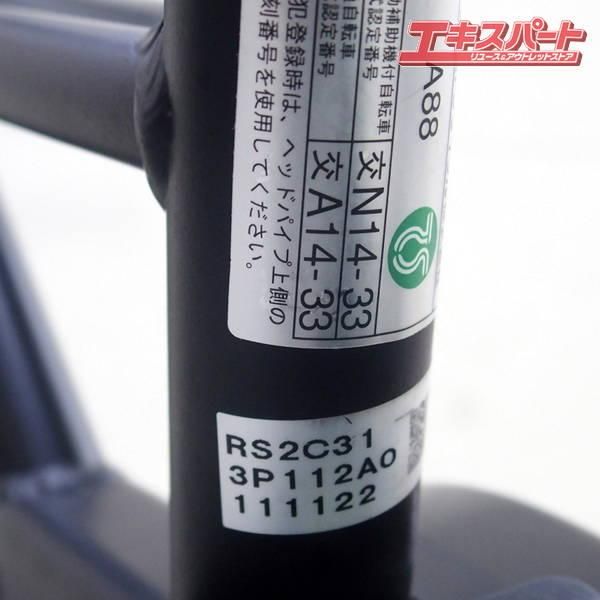 エキスパート
リユース&アウトレットストア
A88
動補助機付自転車
式認定番号 交N14-33
自転車
認定番号 交A14-33
犯登録時は、ヘッドパイプ上側の
刻番号を使用してください。
TS
RS2C31
3P112A0
111122